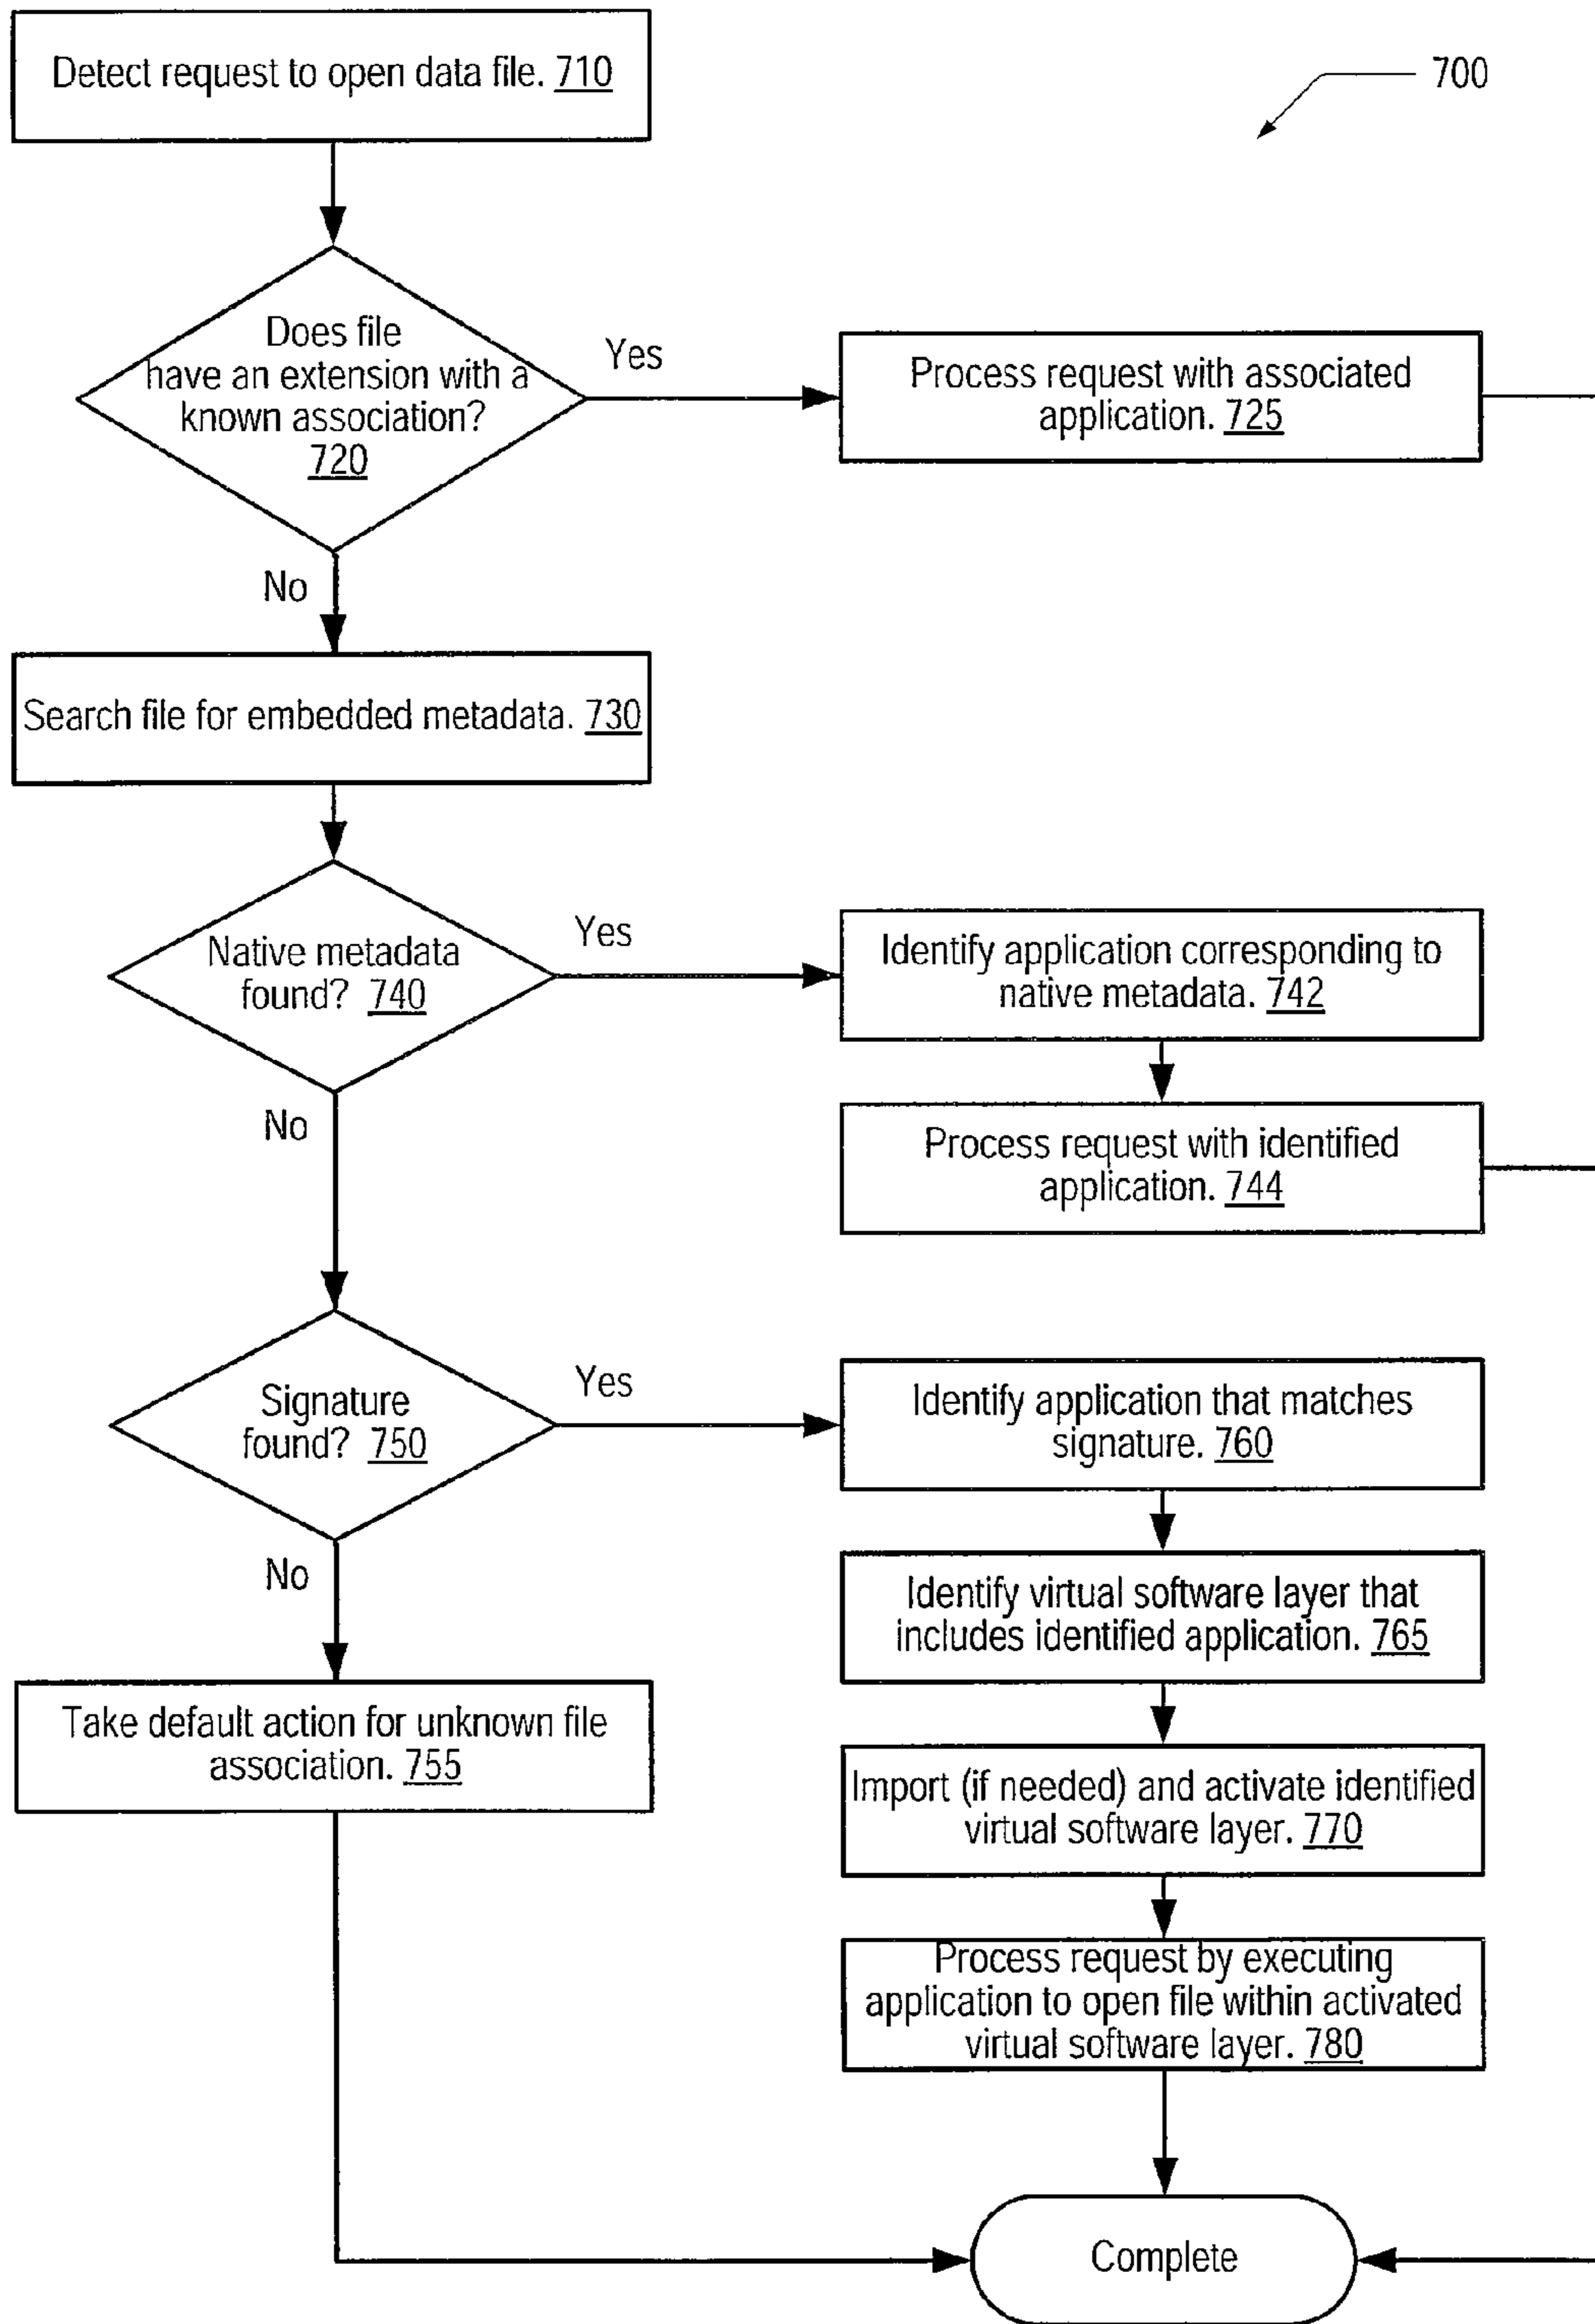 Detect request to open data file. 710
700
Does file
have an extension with a
known association?
720
Yes
Process request with associated
application. 725
No
Search file for embedded metadata. 730
Native metadata
found? 740
Yes
Identify application corresponding to
native metadata. 742
No
Process request with identified
application. 744
Signature
found? 750
Yes
Identify application that matches
signature. 760
No
Identify virtual software layer that
includes identified application. 765
Take default action for unknown file
association. 755
Import (if needed) and activate identified
virtual software layer. 770
Process request by executing
application to open file within activated
virtual software layer. 780
Complete